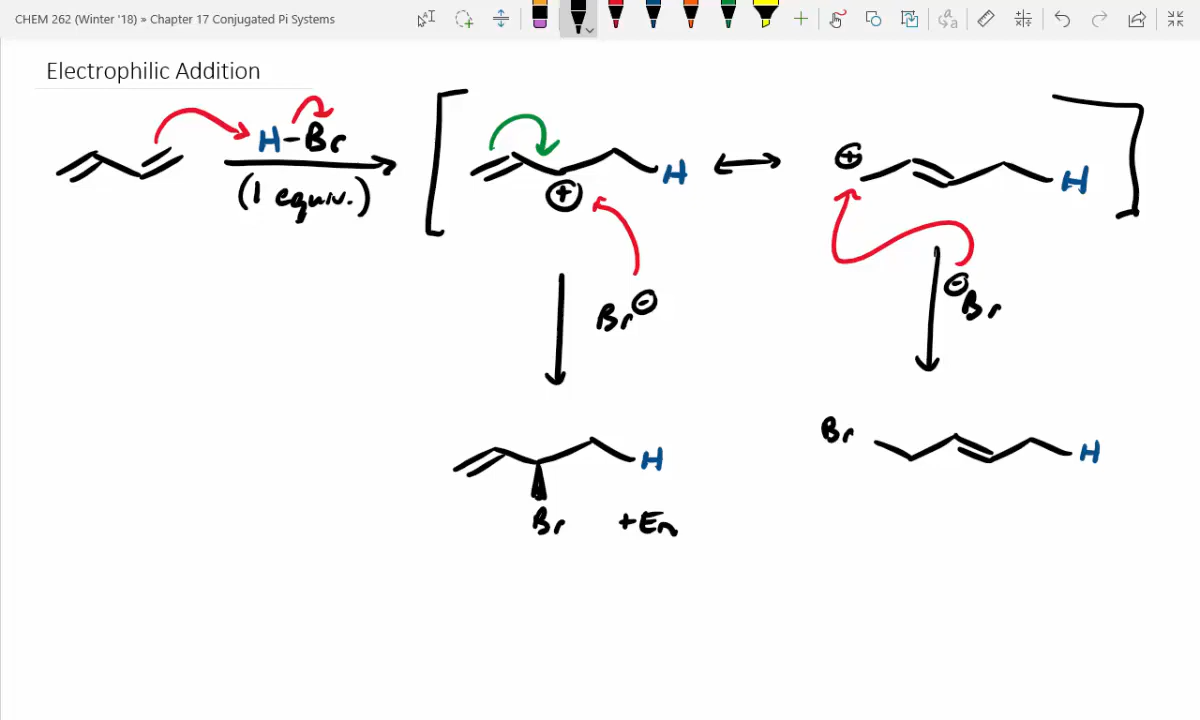 CHEM 262 (Winter '18) » Chapter 17 Conjugated Pi Systems
Electrophilic Addition
H-Br
(1 equiv.)
H
⊕
⊕
H
Br⊖
⊖Br
H
Br
+En
Br
H